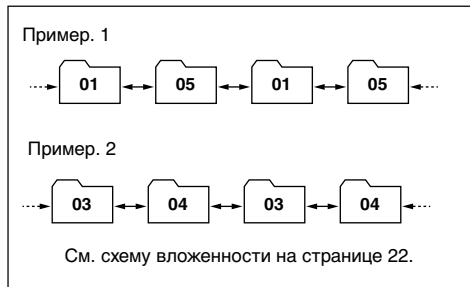 Пример. 1
01 05 01 05
Пример. 2
03 04 03 04
См. схему вложенности на странице 22.